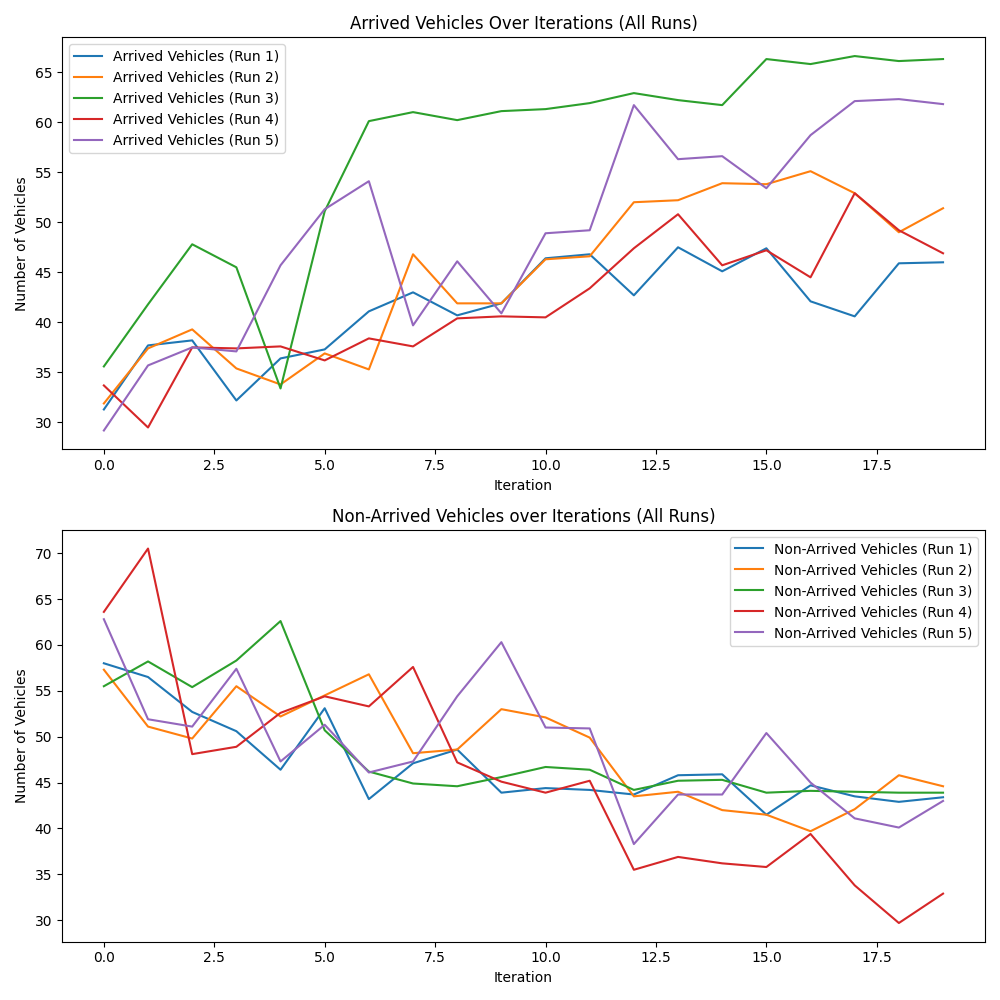 Arrived Vehicles Over Iterations (All Runs)
Arrived Vehicles (Run 1)
Arrived Vehicles (Run 2)
Arrived Vehicles (Run 3)
Arrived Vehicles (Run 4)
Arrived Vehicles (Run 5)
Number of Vehicles
65
60
55
50
45
40
35
30
0.0 2.5 5.0 7.5 10.0 12.5 15.0 17.5
Iteration
Non-Arrived Vehicles over Iterations (All Runs)
Non-Arrived Vehicles (Run 1)
Non-Arrived Vehicles (Run 2)
Non-Arrived Vehicles (Run 3)
Non-Arrived Vehicles (Run 4)
Non-Arrived Vehicles (Run 5)
Number of Vehicles
70
65
60
55
50
45
40
35
30
0.0 2.5 5.0 7.5 10.0 12.5 15.0 17.5
Iteration